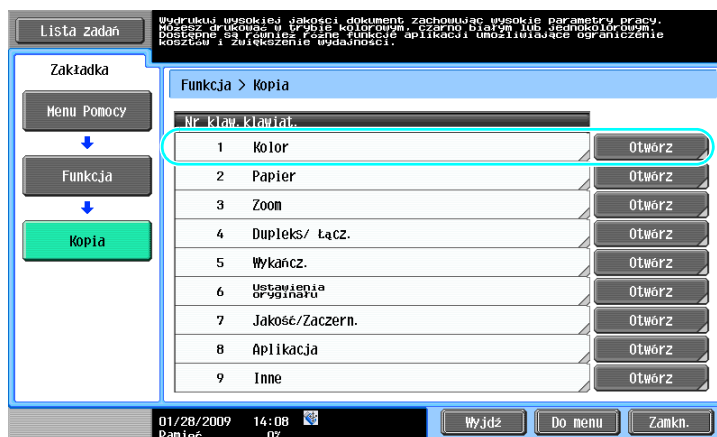 Lista zadań
Wydrukuj wysokiej jakości dokument zachowując wysokie parametry pracy.
Możesz drukować w trybie kolorowym, czarno białym lub jednokolorowym.
Dostępne są również różne funkcje aplikacji umożliwiające ograniczenie
kosztów i zwiększenie wydajności.
Zakładka
Menu Pomocy
Funkcja
Kopia
Funkcja > Kopia
Nr klaw. klawiat.
1 Kolor Otwórz
2 Papier Otwórz
3 Zoom Otwórz
4 Dupleks/ Łącz. Otwórz
5 Wykańcz. Otwórz
6 Ustawienia oryginału Otwórz
7 Jakość/Zaczern. Otwórz
8 Aplikacja Otwórz
9 Inne Otwórz
01/28/2009 14:08
Pamięć 0%
Wyjdź Do menu Zamkn.